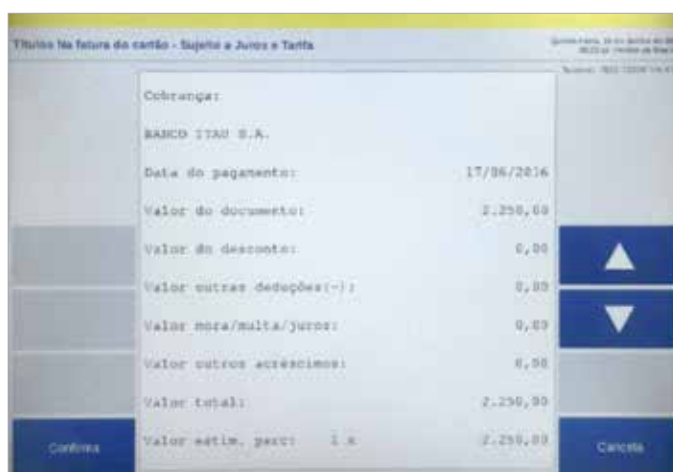 Títulos Na fatura do cartão - Sujeito a Juros e Tarifa
Cobrança:
BANCO ITAU S.A.
Data do pagamento: 17/06/2016
Valor do documento: 2.250,00
Valor do desconto: 0,00
Valor outras deduções(-): 0,00
Valor mora/multa/juros: 0,00
Valor outros acréscimos: 0,00
Valor total: 2.250,00
Valor estim. parc: 1 x 2.250,00
Confirma
Cancela